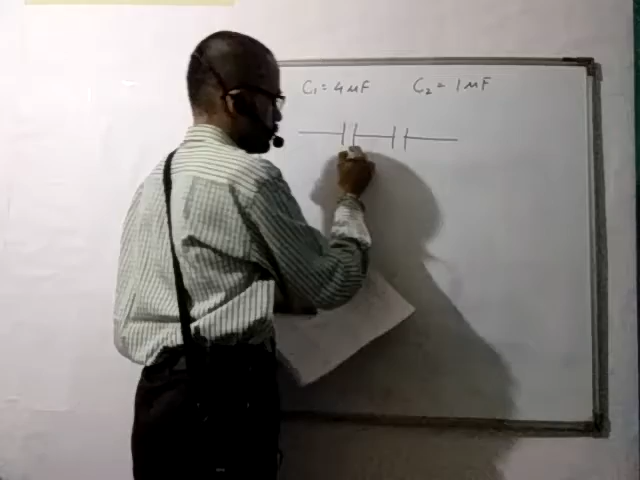 C₁ = 4 μF C₂ = 1 μF